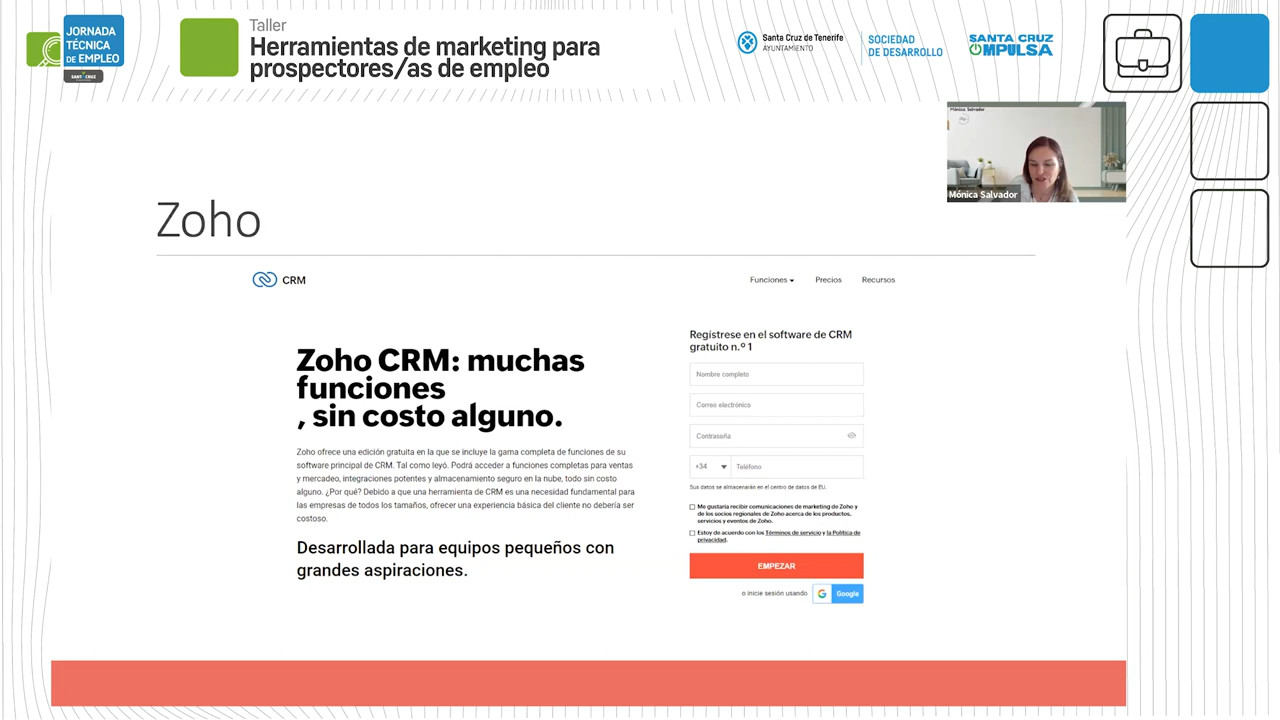 JORNADA
TÉCNICA
DE EMPLEO
SANTA CRUZ
Taller
Herramientas de marketing para
prospectores/as de empleo
Santa Cruz de Tenerife
AYUNTAMIENTO
SOCIEDAD
DE DESARROLLO
SANTA CRUZ
IMPULSA
Mónica Salvador
Mónica Salvador
Zoho
CRM
Funciones
Precios
Recursos
Zoho CRM: muchas
funciones
, sin costo alguno.
Zoho ofrece una edición gratuita en la que se incluye la gama completa de funciones de su
software principal de CRM. Tal como leyó. Podrá acceder a funciones completas para ventas
y mercadeo, integraciones potentes y almacenamiento seguro en la nube, todo sin costo
alguno. ¿Por qué? Debido a que una herramienta de CRM es una necesidad fundamental para
las empresas de todos los tamaños, ofrecer una experiencia básica del cliente no debería ser
costoso.
Desarrollada para equipos pequeños con
grandes aspiraciones.
Regístrese en el software de CRM
gratuito n.º 1
Nombre completo
Correo electrónico
Contraseña
+34
Teléfono
Sus datos se almacenarán en el centro de datos de EU.
Me gustaría recibir comunicaciones de marketing de Zoho y
de los socios regionales de Zoho acerca de los productos,
servicios y eventos de Zoho.
Estoy de acuerdo con los Términos de servicio y la Política de
privacidad.
EMPEZAR
o inicie sesión usando
G
Google